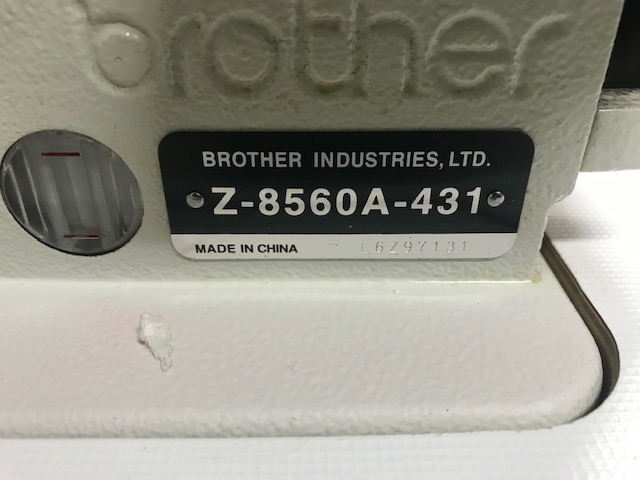 brother
BROTHER INDUSTRIES, LTD.
Z-8560A-431
MADE IN CHINA L6Z97131